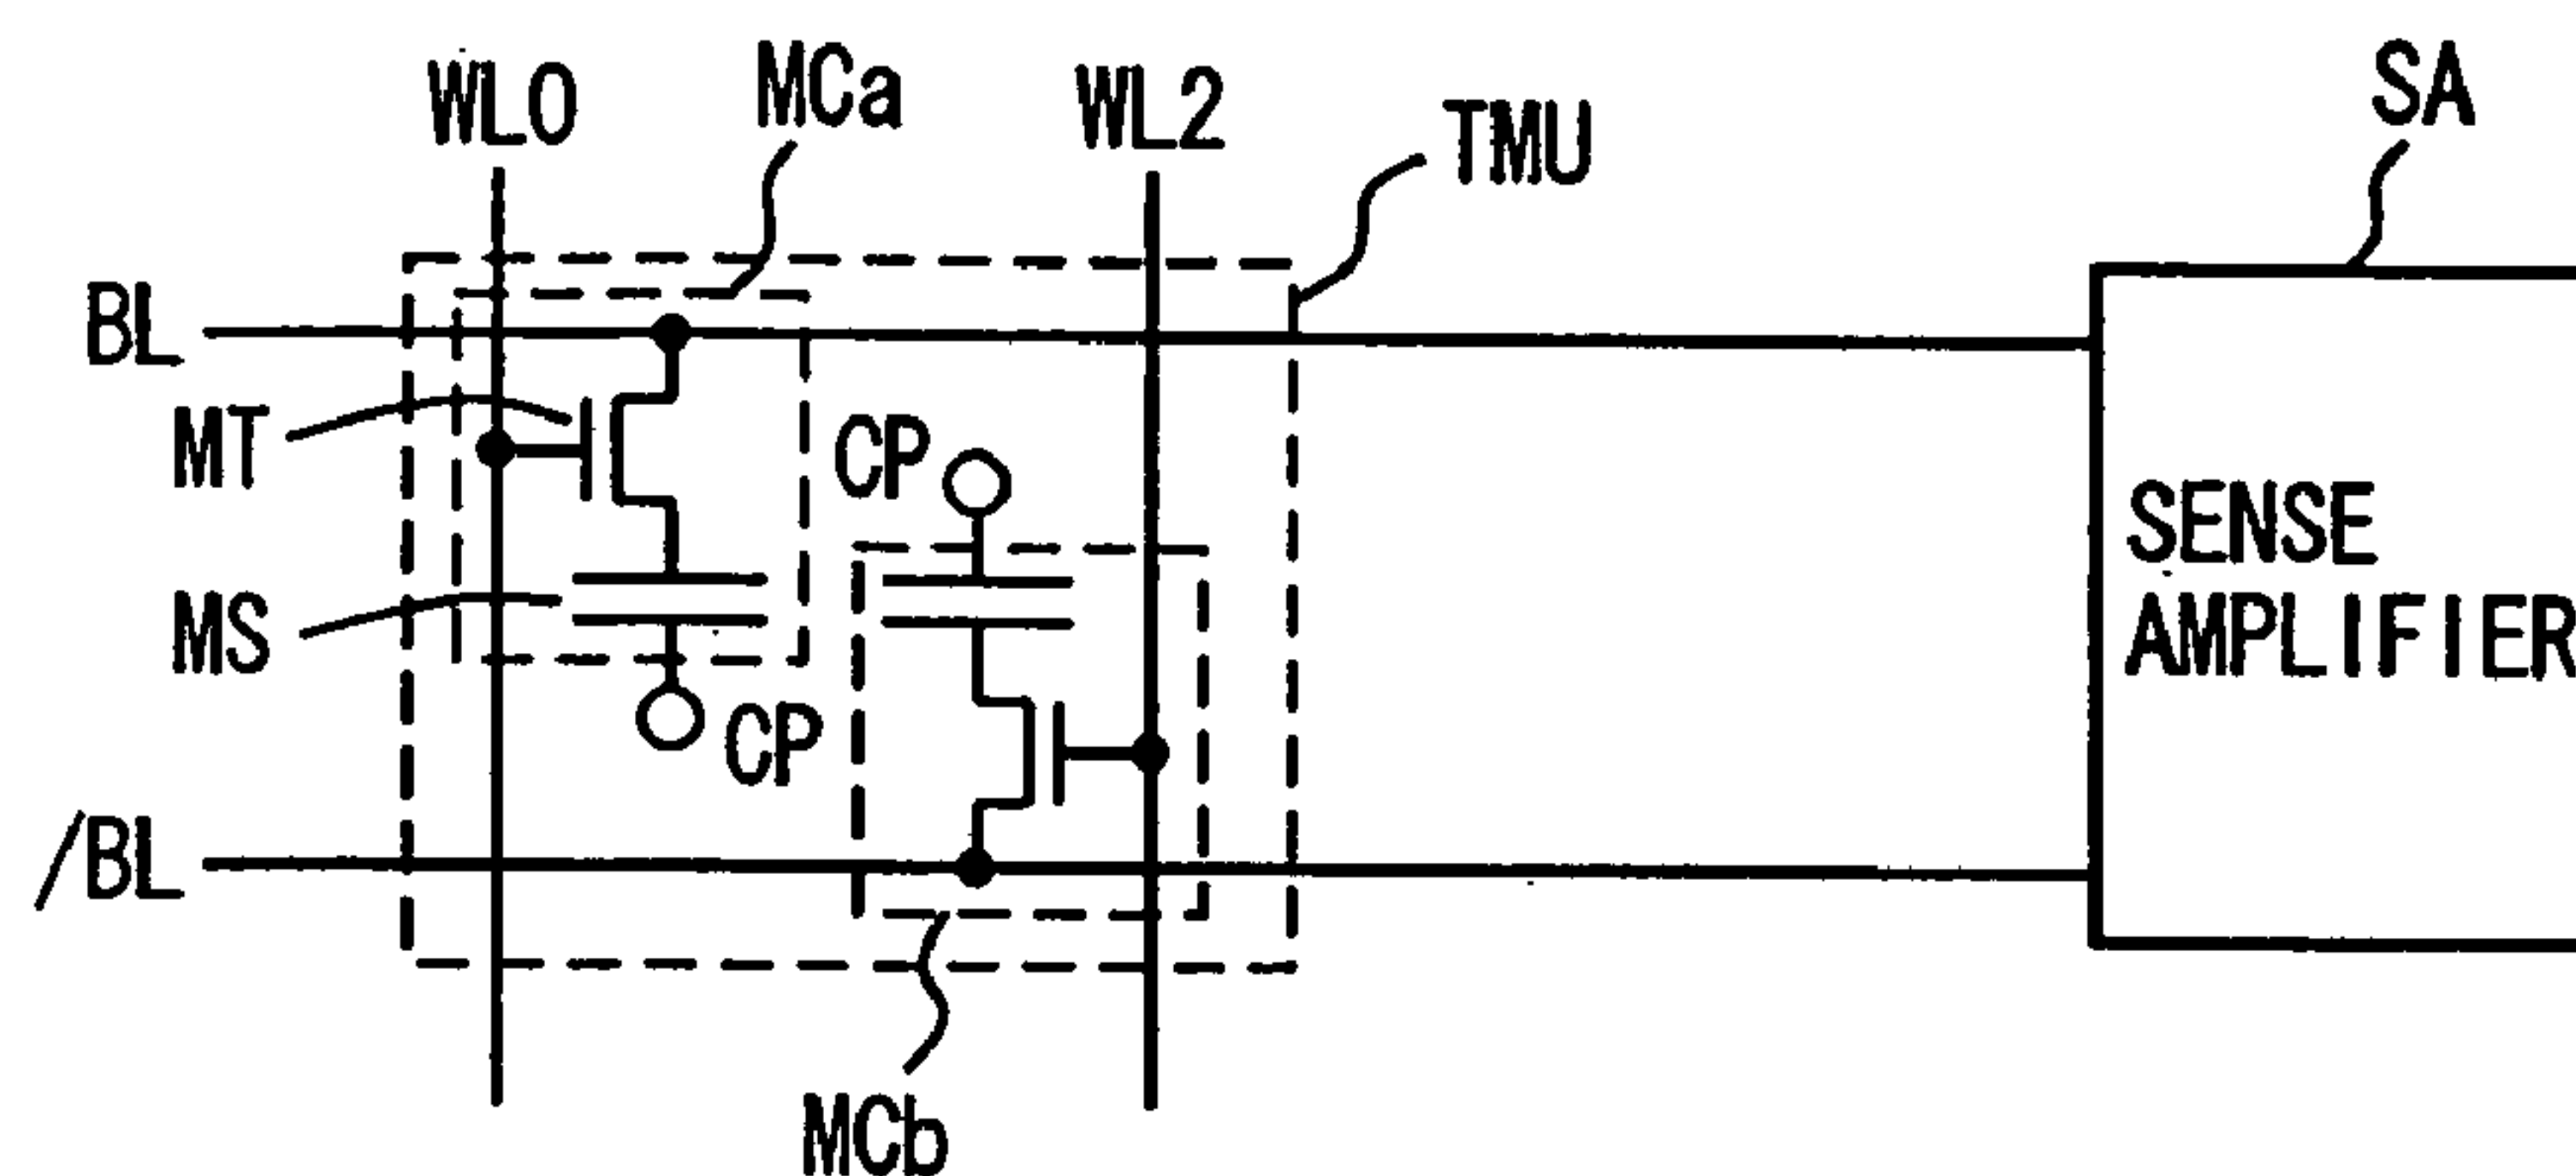 WL0
MCa
WL2
TMU
SA
BL
MT
CP
SENSE
AMPLIFIER
MS
CP
/BL
MCb